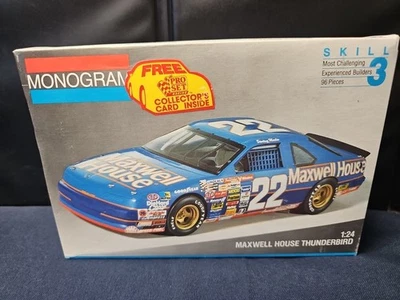 MONOGRAM
FREE
PRO
SET
COLLECTOR'S
CARD INSIDE
SKILL
Most Challenging
Experienced Builders
96 Pieces
3
22
Maxwell
House
22
Maxwell House
GOODYEAR
1:24
MAXWELL HOUSE THUNDERBIRD